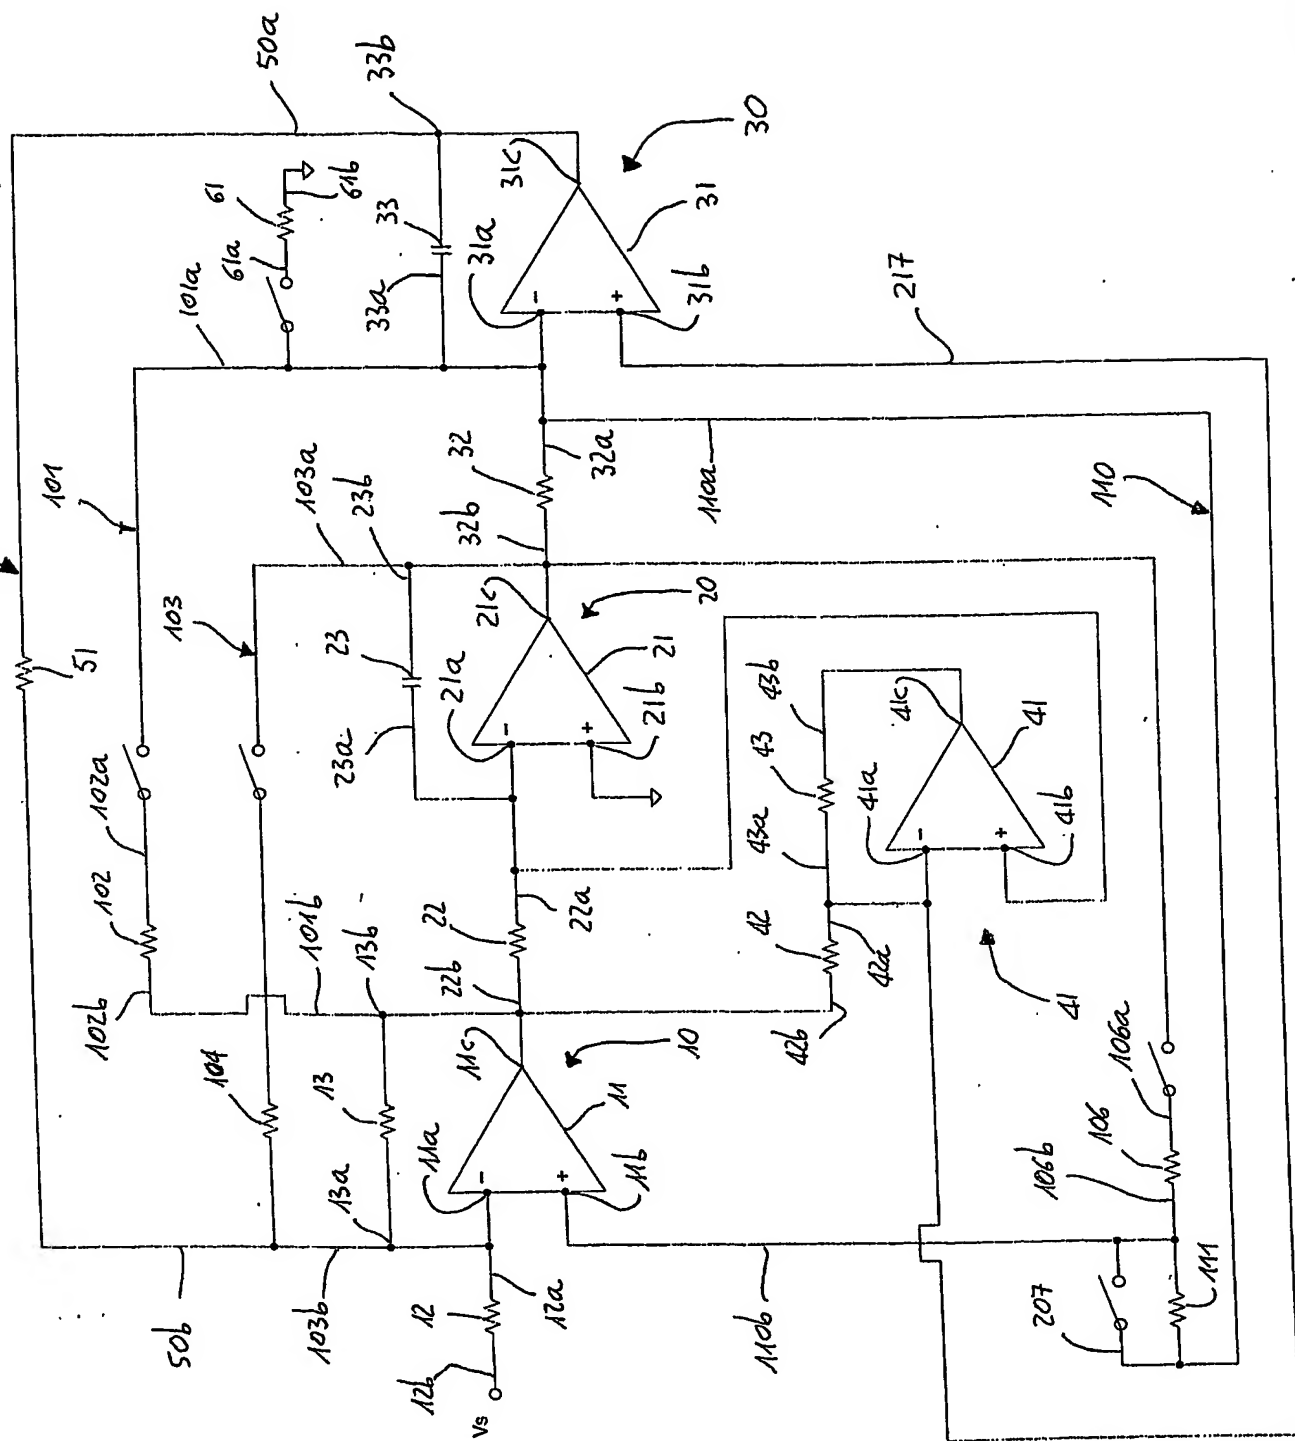 50a
33b
30
61
61b
61a
33
31c
31a
31
33a
31b
101a
217
101
103a
23b
32
32a
32b
110a
110
103
51
23
21c
20
21a
21
23a
21b
43b
41c
41
43
41a
43a
41b
102a
102
101b
13b
22
22a
22b
42
42a
41
102b
42b
104
13
11c
10
11a
11
13a
11b
106a
106
106b
50b
103b
12
12a
12b
Vs
110b
207
111
-
+
-
+
-
+
-
+